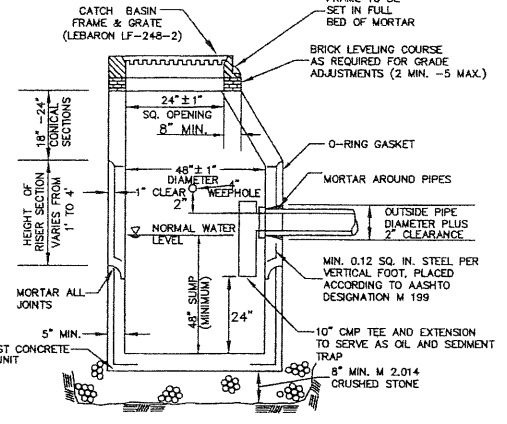 CATCH BASIN
FRAME & GRATE
(LEBARON LF-248-2)
FRAME TO BE
SET IN FULL
BED OF MORTAR
BRICK LEVELING COURSE
AS REQUIRED FOR GRADE
ADJUSTMENTS (2 MIN. -5 MAX.)
18" -24"
CONICAL
SECTIONS
24"±1"
SQ. OPENING
8" MIN.
O-RING GASKET
48"±1"
DIAMETER
1" CLEAR
4"
WEEPHOLE
2"
MORTAR AROUND PIPES
HEIGHT OF
RISER SECTION
VARIES FROM
1' TO 4'
NORMAL WATER
LEVEL
OUTSIDE PIPE
DIAMETER PLUS
2" CLEARANCE
MIN. 0.12 SQ. IN. STEEL PER
VERTICAL FOOT, PLACED
ACCORDING TO AASHTO
DESIGNATION M 199
MORTAR ALL
JOINTS
48" SUMP
(MINIMUM)
24"
5" MIN.
10" CMP TEE AND EXTENSION
TO SERVE AS OIL AND SEDIMENT
TRAP
ST CONCRETE
UNIT
8" MIN. M 2.014
CRUSHED STONE